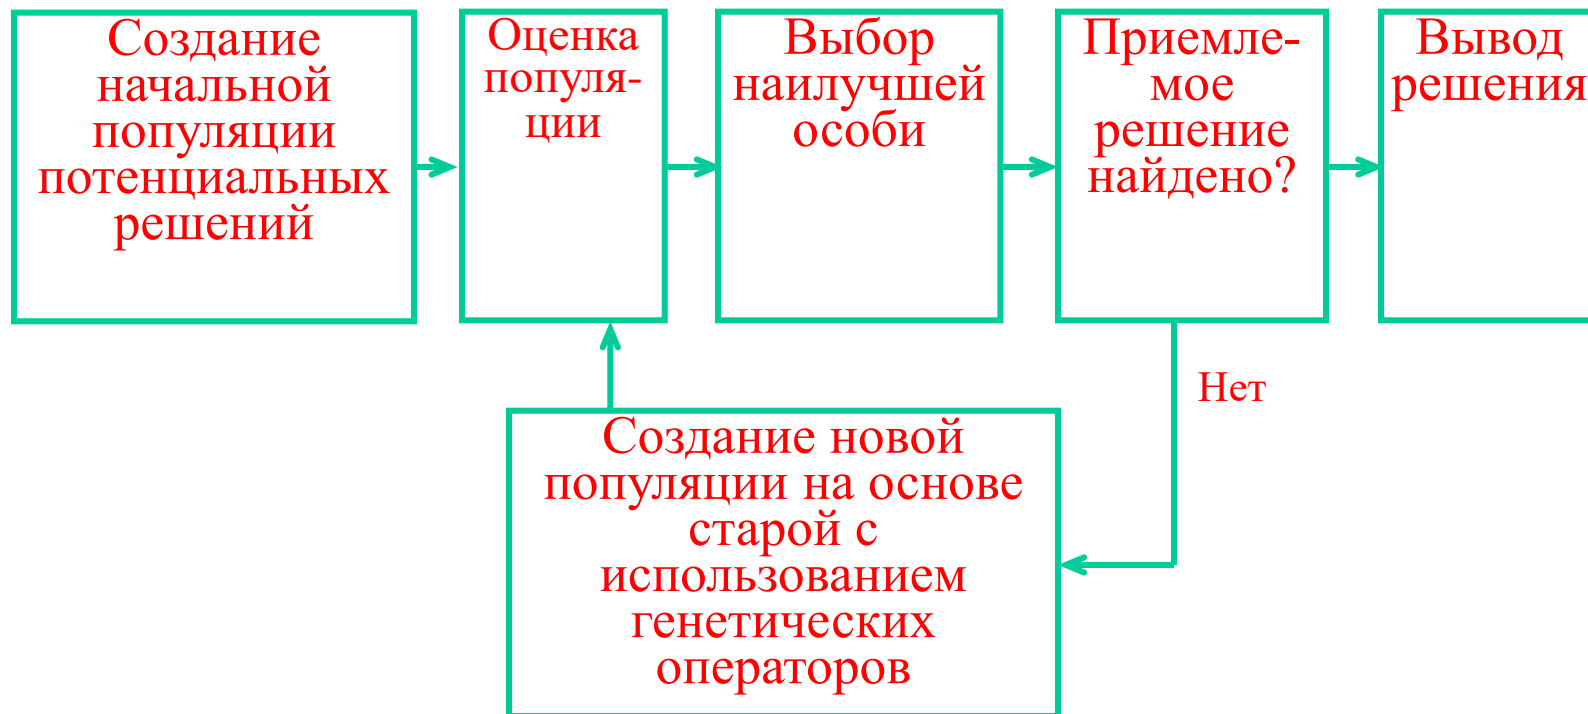 Создание
начальной
популяции
потенциальных
решений
Оценка
популя-
ции
Выбор
наилучшей
особи
Приемле-
мое
решение
найдено?
Вывод
решения
Нет
Создание новой
популяции на основе
старой с
использованием
генетических
операторов